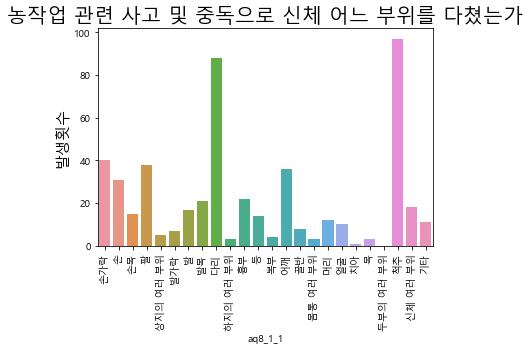 농작업 관련 사고 및 중독으로 신체 어느 부위를 다쳤는가
발생횟수
100
80
60
40
20
0
손가락
손
손목
팔
상지의 여러 부위
발가락
발
발목
다리
하지의 여러 부위
흉부
등
복부
어깨
골반
몸통 여러 부위
머리
얼굴
치아
목
두부의 여러 부위
척추
신체 여러 부위
기타
aq8_1_1